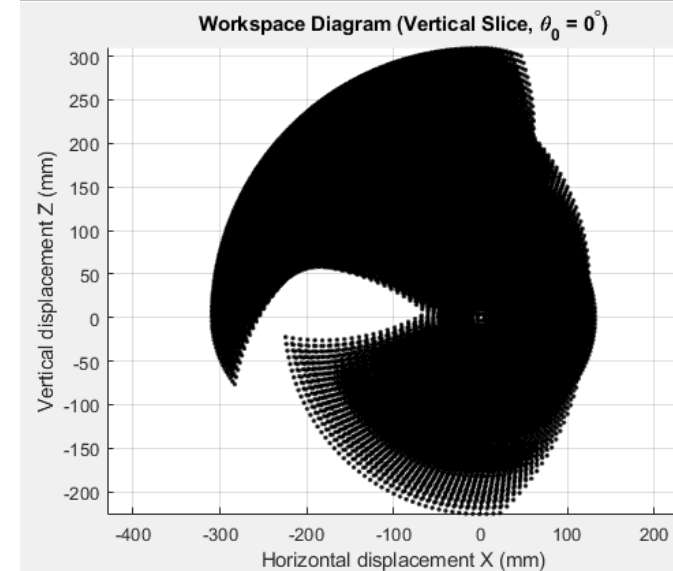 Workspace Diagram (Vertical Slice, θ₀ = 0°)
300
250
200
150
100
50
0
-50
-100
-150
-200
Vertical displacement Z (mm)
-400 -300 -200 -100 0 100 200
Horizontal displacement X (mm)